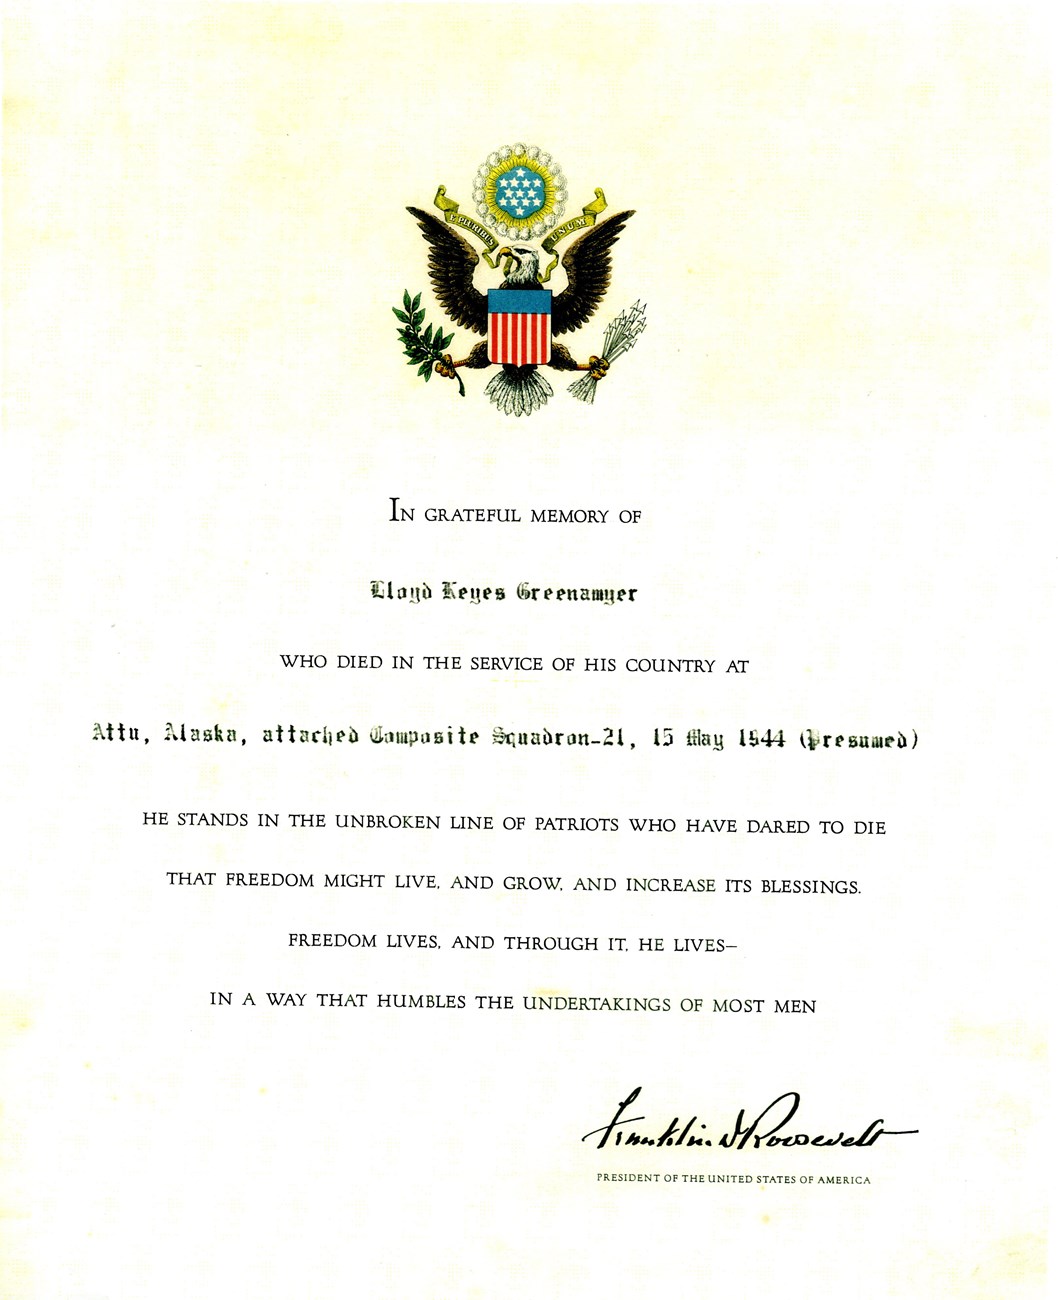 E PLURIBUS UNUM
IN GRATEFUL MEMORY OF
Lloyd Keyes Greenamyer
WHO DIED IN THE SERVICE OF HIS COUNTRY AT
Attu, Alaska, attached Composite Squadron-21, 15 May 1944 (Presumed)
HE STANDS IN THE UNBROKEN LINE OF PATRIOTS WHO HAVE DARED TO DIE
THAT FREEDOM MIGHT LIVE, AND GROW, AND INCREASE ITS BLESSINGS.
FREEDOM LIVES, AND THROUGH IT, HE LIVES—
IN A WAY THAT HUMBLES THE UNDERTAKINGS OF MOST MEN
Franklin D Roosevelt
PRESIDENT OF THE UNITED STATES OF AMERICA